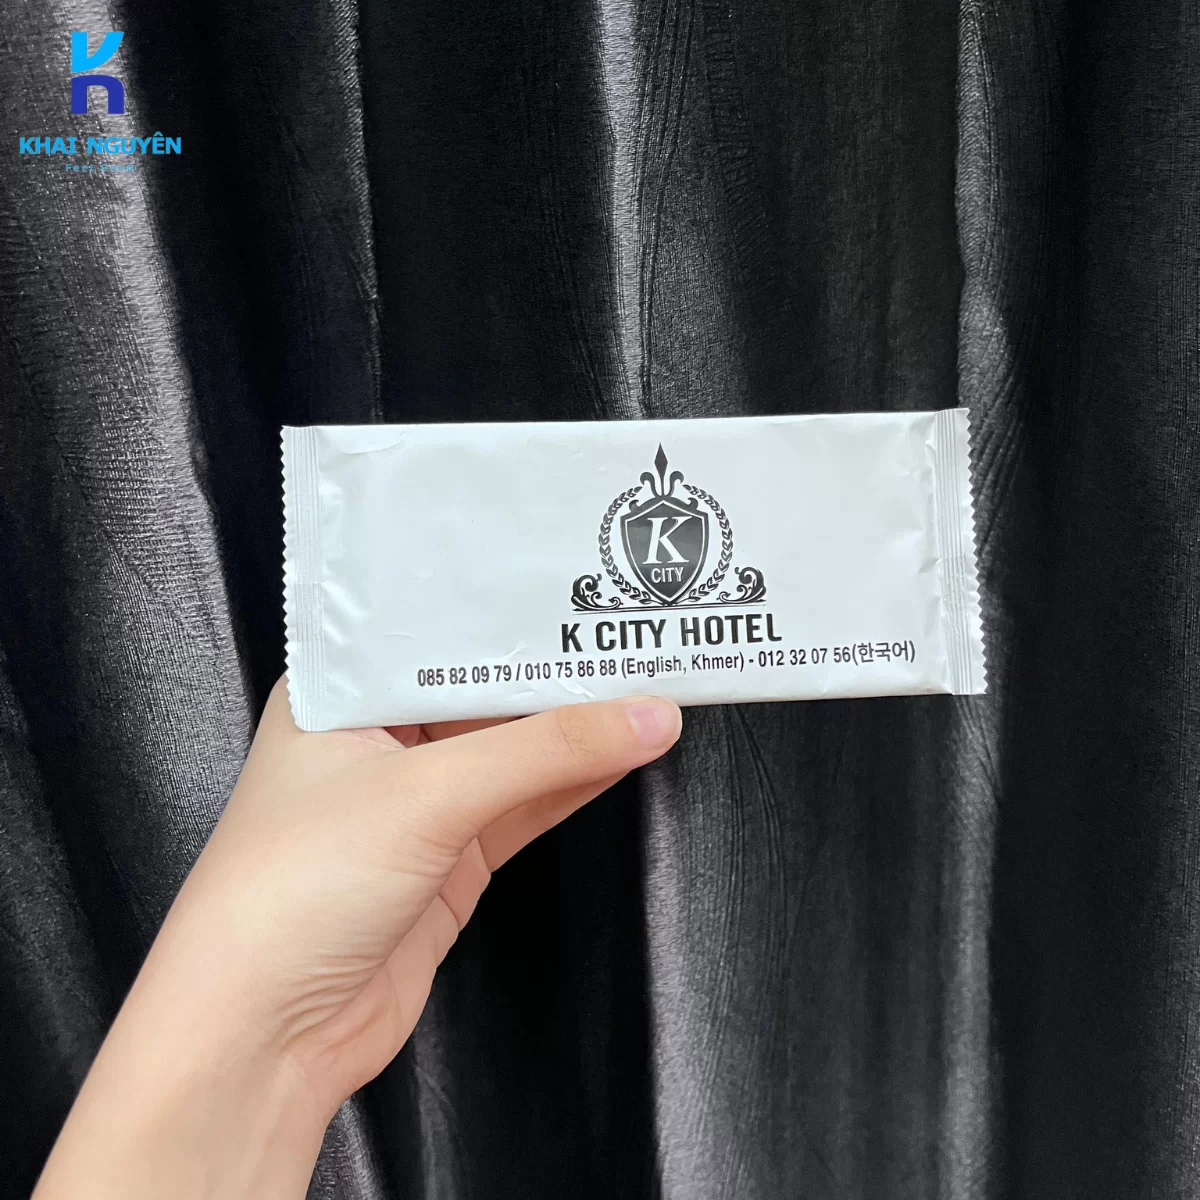 KHAI NGUYÊN
K
CITY
K CITY HOTEL
085 82 09 79 / 010 75 86 88 (English, Khmer) - 012 32 07 56(한국어)